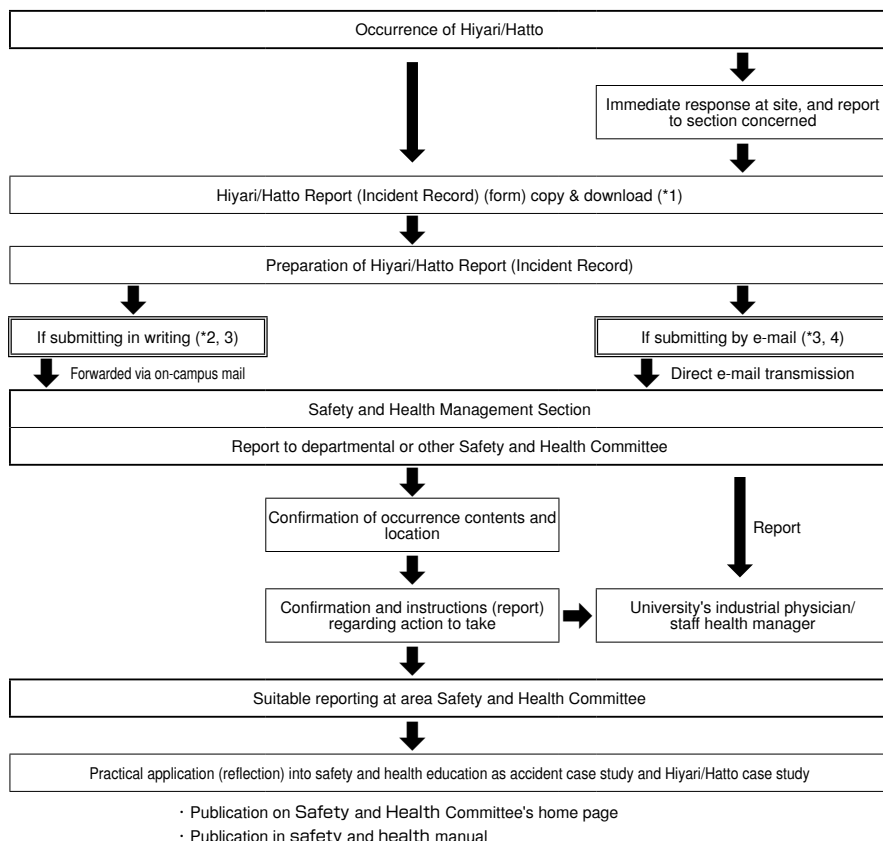 Occurrence of Hiyari/Hatto
Immediate response at site, and report
to section concerned
Hiyari/Hatto Report (Incident Record) (form) copy & download (*1)
Preparation of Hiyari/Hatto Report (Incident Record)
If submitting in writing (*2, 3)
If submitting by e-mail (*3, 4)
Forwarded via on-campus mail
Direct e-mail transmission
Safety and Health Management Section
Report to departmental or other Safety and Health Committee
Confirmation of occurrence contents and
location
Report
Confirmation and instructions (report)
regarding action to take
University's industrial physician/
staff health manager
Suitable reporting at area Safety and Health Committee
Practical application (reflection) into safety and health education as accident case study and Hiyari/Hatto case study
・Publication on Safety and Health Committee's home page
・Publication in safety and health manual